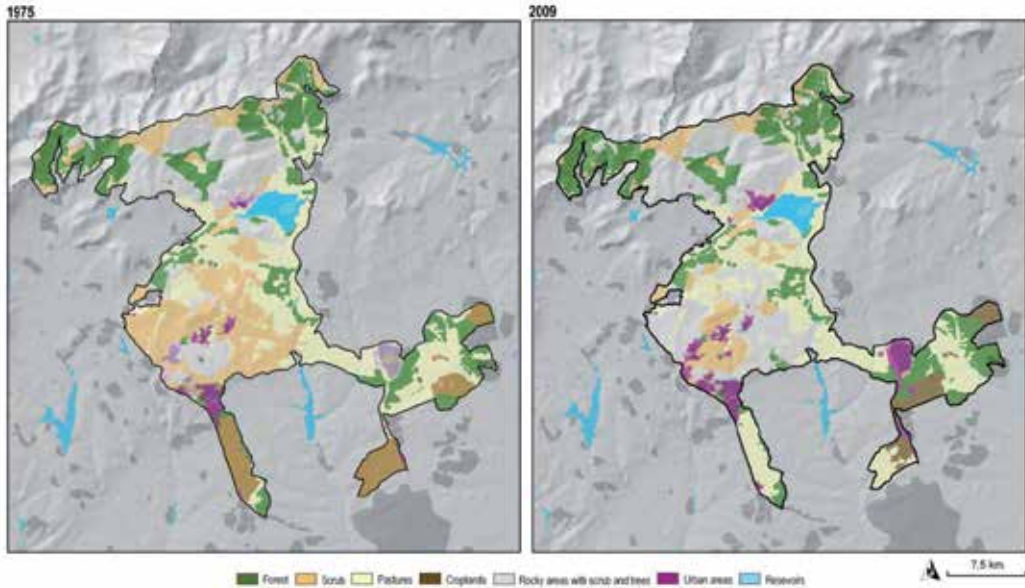 1975
2009
Forest Scrub Pastures Croplands Rocky areas with scrub and trees Urban areas Reservoirs
7,5 km